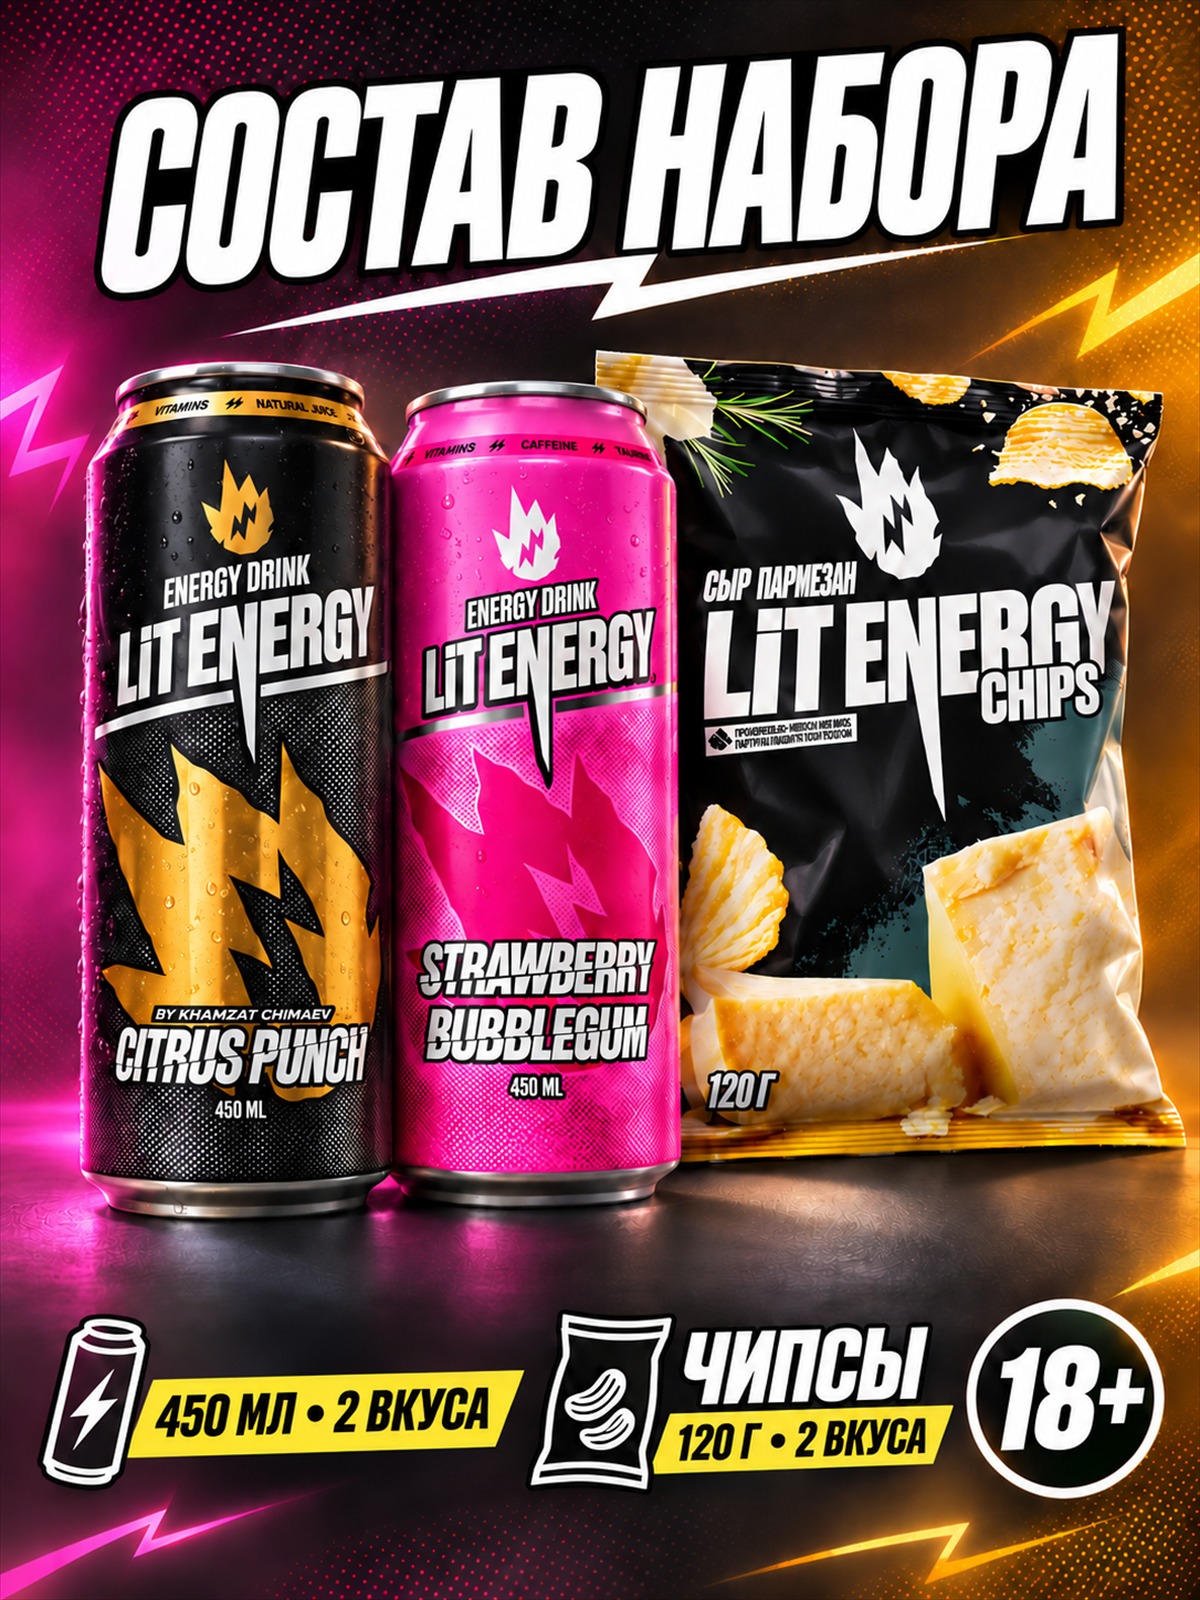 СОСТАВ НАБОРА
VITAMINS
NATURAL JUICE
ENERGY DRINK
LIT ENERGY
BY KHAMZAT CHIMAEV
CITRUS PUNCH
450 ML
VITAMINS
CAFFEINE
TAURINE
ENERGY DRINK
LIT ENERGY
STRAWBERRY
BUBBLEGUM
450 ML
СЫР ПАРМЕЗАН
LIT ENERGY
CHIPS
120 Г
450 МЛ • 2 ВКУСА
ЧИПСЫ
120 Г • 2 ВКУСА
18+